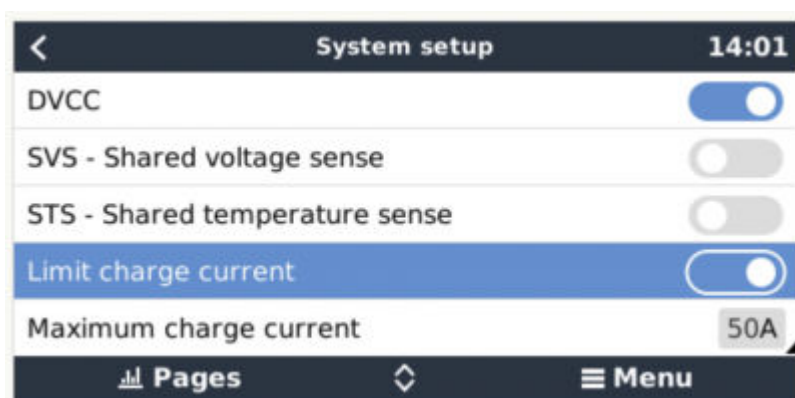 System setup 14:01
DVCC
SVS - Shared voltage sense
STS - Shared temperature sense
Limit charge current
Maximum charge current 50A
Pages Menu